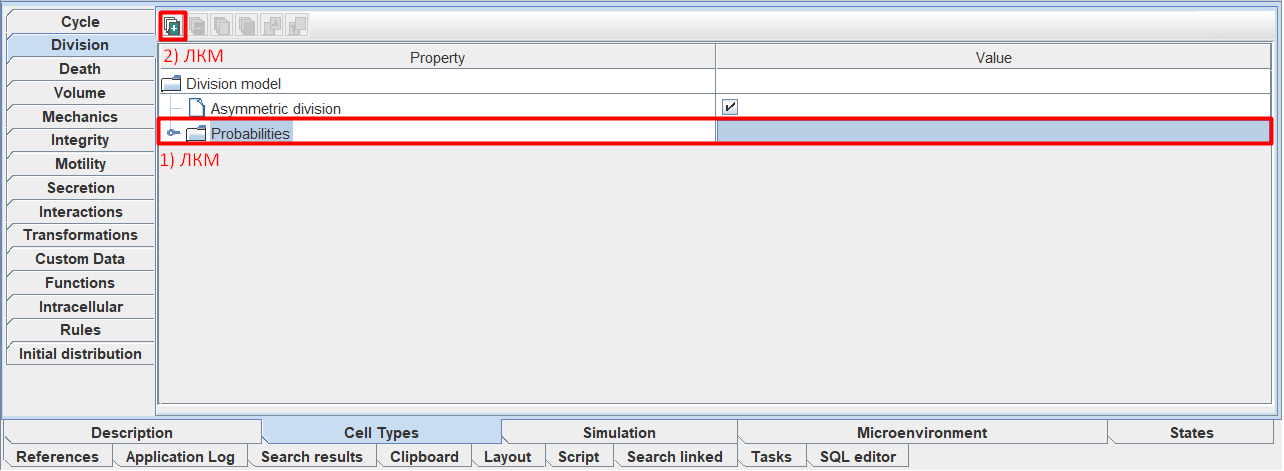 Cycle
Division
Death
Volume
Mechanics
Integrity
Motility
Secretion
Interactions
Transformations
Custom Data
Functions
Intracellular
Rules
Initial distribution
2) ЛКМ
Property Value
Division model
Asymmetric division
Probabilities
1) ЛКМ
Description Cell Types Simulation Microenvironment States
References Application Log Search results Clipboard Layout Script Search linked Tasks SQL editor